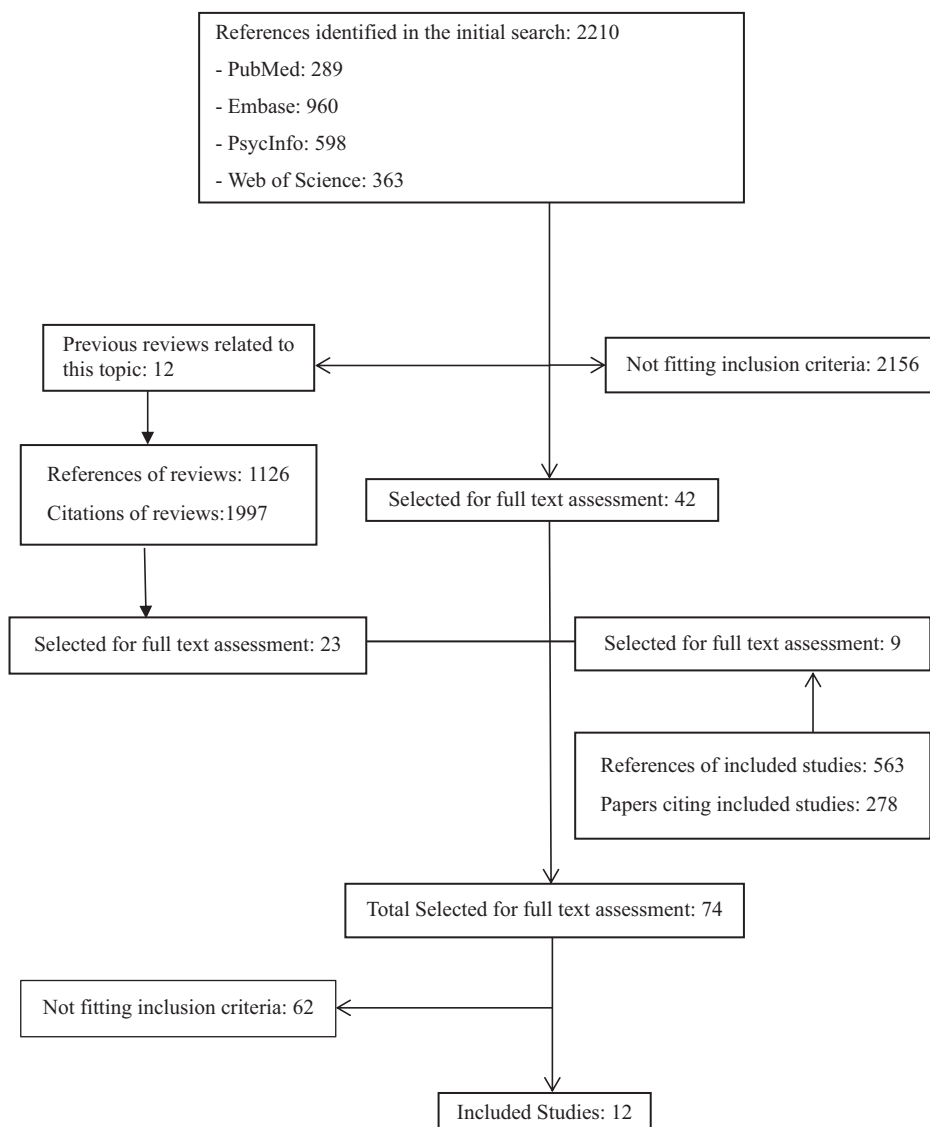 References identified in the initial search: 2210
- PubMed: 289
- Embase: 960
- PsycInfo: 598
- Web of Science: 363
Previous reviews related to
this topic: 12
Not fitting inclusion criteria: 2156
References of reviews: 1126
Citations of reviews:1997
Selected for full text assessment: 42
Selected for full text assessment: 23
Selected for full text assessment: 9
References of included studies: 563
Papers citing included studies: 278
Total Selected for full text assessment: 74
Not fitting inclusion criteria: 62
Included Studies: 12